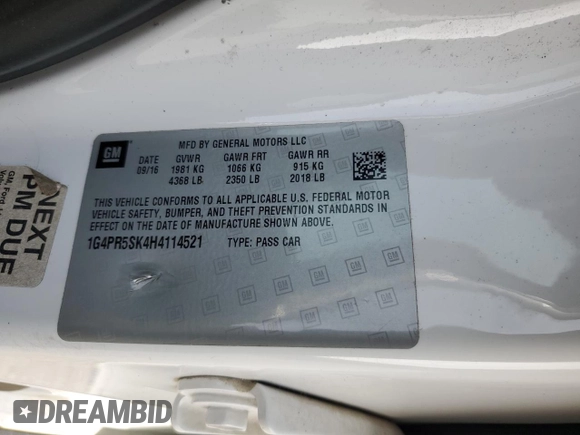 GM
MFD BY GENERAL MOTORS LLC
DATE GVWR GAWR FRT GAWR RR
09/16 1981 KG 1066 KG 915 KG
4368 LB 2350 LB 2018 LB
THIS VEHICLE CONFORMS TO ALL APPLICABLE U.S. FEDERAL MOTOR
VEHICLE SAFETY, BUMPER, AND THEFT PREVENTION STANDARDS IN
EFFECT ON THE DATE OF MANUFACTURE SHOWN ABOVE.
1G4PR5SK4H4114521 TYPE: PASS CAR
NEXT
PM DUE
GM, Ford
DREAMBID